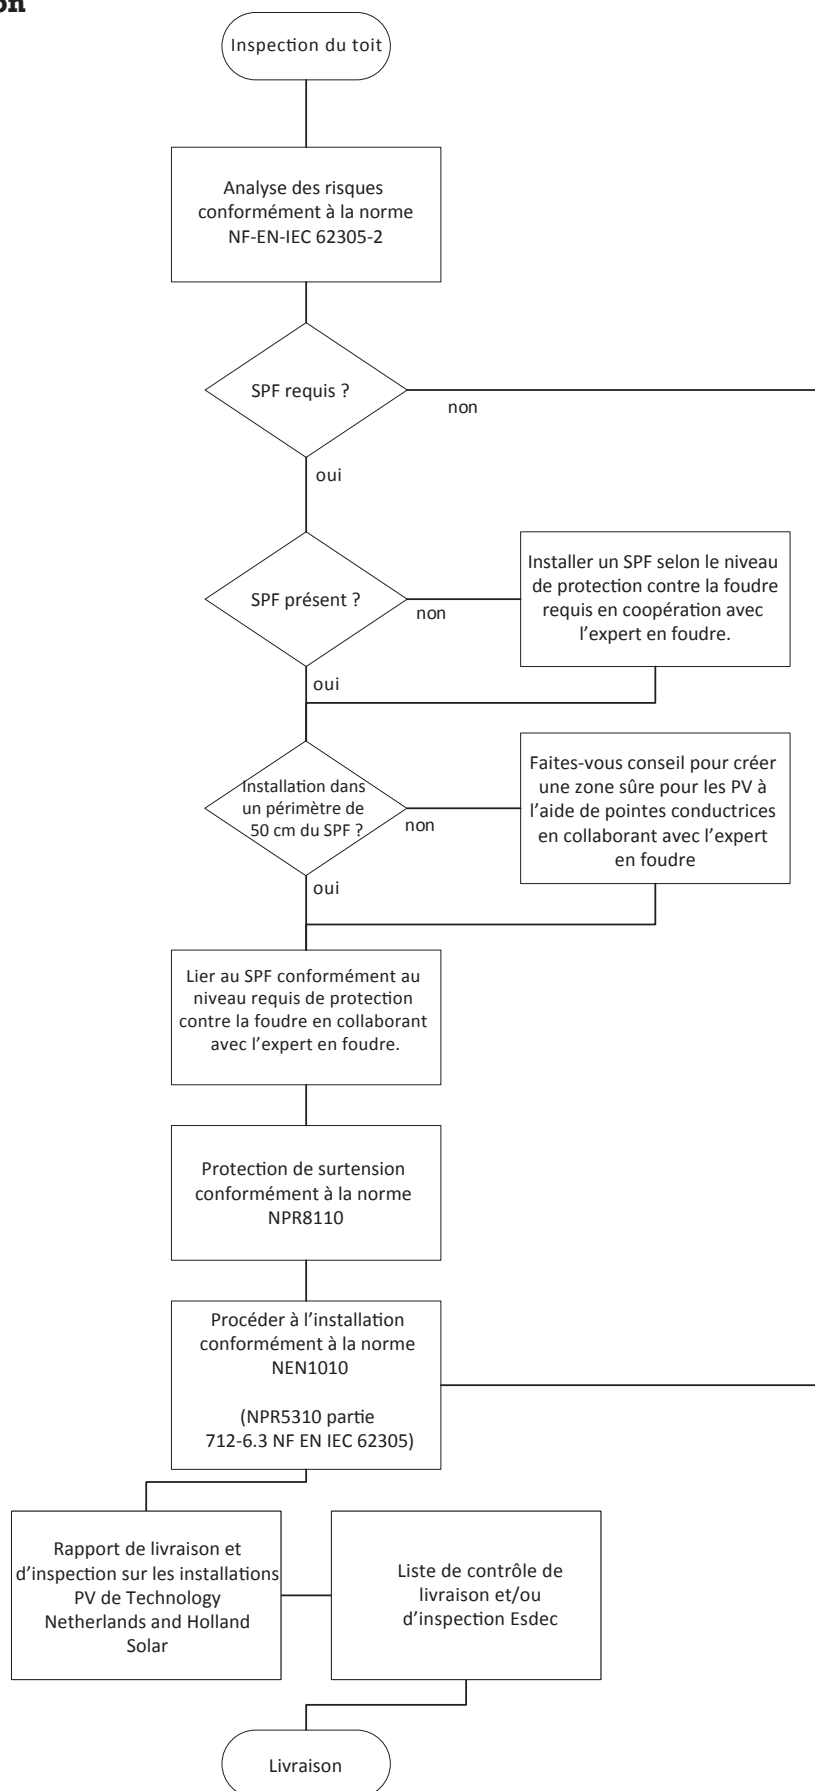 on
Inspection du toit
Analyse des risques
conformément à la norme
NF-EN-IEC 62305-2
SPF requis ?
non
oui
SPF présent ?
non
Installer un SPF selon le niveau
de protection contre la foudre
requis en coopération avec
l'expert en foudre.
oui
Installation dans
un périmètre de
50 cm du SPF ?
non
Faites-vous conseil pour créer
une zone sûre pour les PV à
l'aide de pointes conductrices
en collaborant avec l'expert
en foudre
oui
Lier au SPF conformément au
niveau requis de protection
contre la foudre en collaborant
avec l'expert en foudre.
Protection de surtension
conformément à la norme
NPR8110
Procéder à l'installation
conformément à la norme
NEN1010
(NPR5310 partie
712-6.3 NF EN IEC 62305)
Rapport de livraison et
d'inspection sur les installations
PV de Technology
Netherlands and Holland
Solar
Liste de contrôle de
livraison et/ou
d'inspection Esdec
Livraison